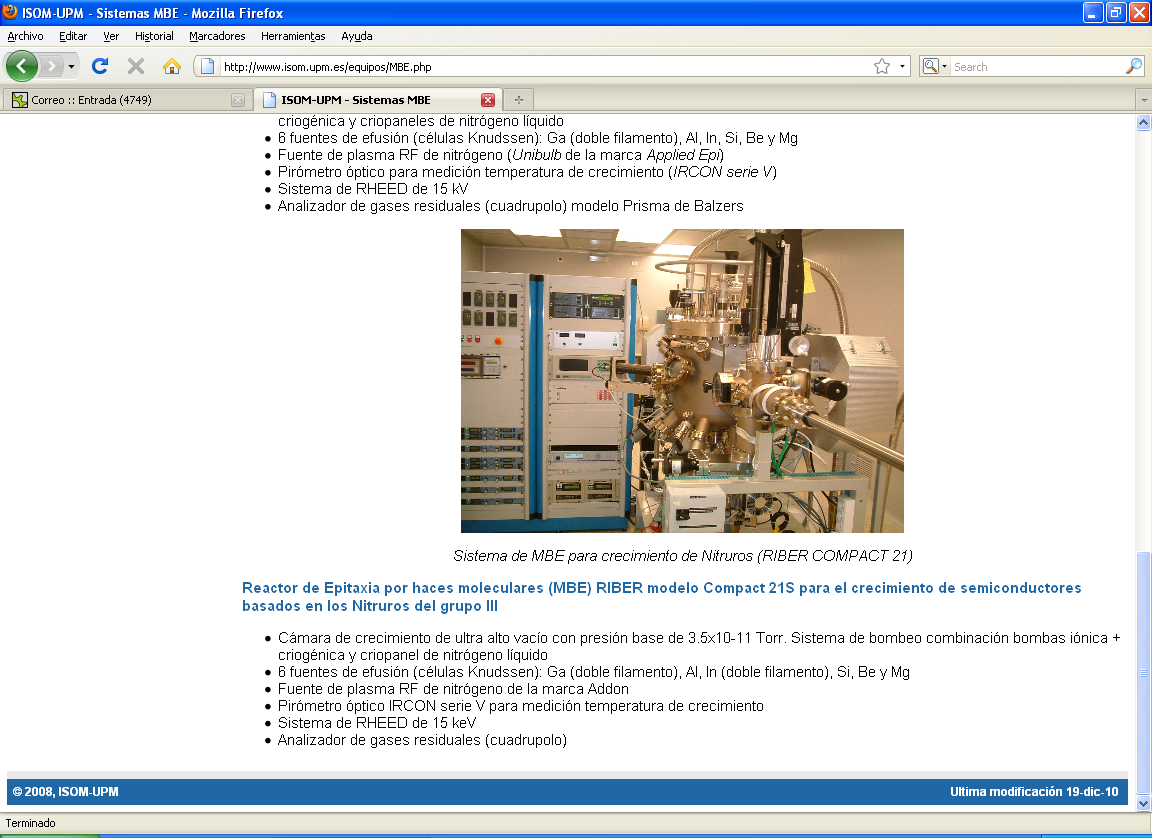 ISOM-UPM - Sistemas MBE - Mozilla Firefox
Archivo Editar Ver Historial Marcadores Herramientas Ayuda
http://www.isom.upm.es/equipos/MBE.php Search
Correo :: Entrada (4749) ISOM-UPM - Sistemas MBE
criogénica y criopaneles de nitrógeno líquido
• 6 fuentes de efusión (células Knudssen): Ga (doble filamento), Al, In, Si, Be y Mg
• Fuente de plasma RF de nitrógeno (Unibulb de la marca Applied Epi)
• Pirómetro óptico para medición temperatura de crecimiento (IRCON serie V)
• Sistema de RHEED de 15 kV
• Analizador de gases residuales (cuadrupolo) modelo Prisma de Balzers
Sistema de MBE para crecimiento de Nitruros (RIBER COMPACT 21)
Reactor de Epitaxia por haces moleculares (MBE) RIBER modelo Compact 21S para el crecimiento de semiconductores
basados en los Nitruros del grupo III
• Cámara de crecimiento de ultra alto vacío con presión base de 3.5x10-11 Torr. Sistema de bombeo combinación bombas iónica +
criogénica y criopanel de nitrógeno líquido
• 6 fuentes de efusión (células Knudssen): Ga (doble filamento), Al, In (doble filamento), Si, Be y Mg
• Fuente de plasma RF de nitrógeno de la marca Addon
• Pirómetro óptico IRCON serie V para medición temperatura de crecimiento
• Sistema de RHEED de 15 keV
• Analizador de gases residuales (cuadrupolo)
© 2008, ISOM-UPM Ultima modificación 19-dic-10
Terminado